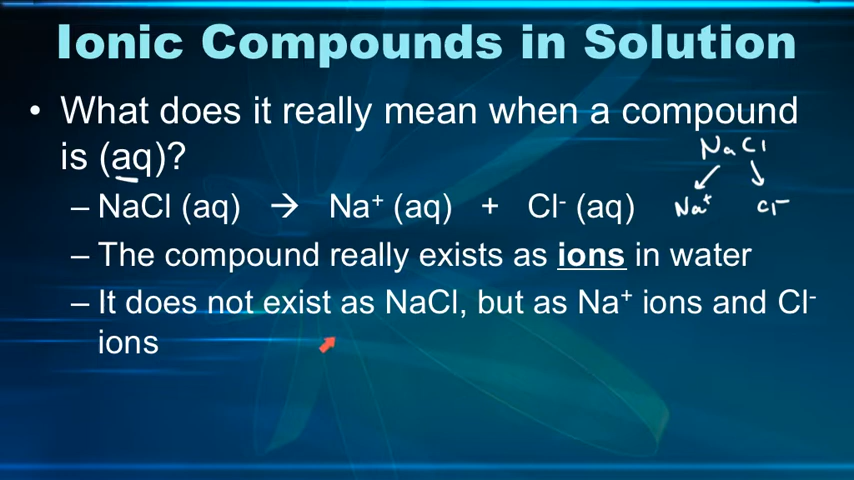 Ionic Compounds in Solution
• What does it really mean when a compound
is (aq)?
NaCl
– NaCl (aq) → Na⁺ (aq) + Cl⁻ (aq)
Na⁺ Cl⁻
– The compound really exists as ions in water
– It does not exist as NaCl, but as Na⁺ ions and Cl⁻
ions